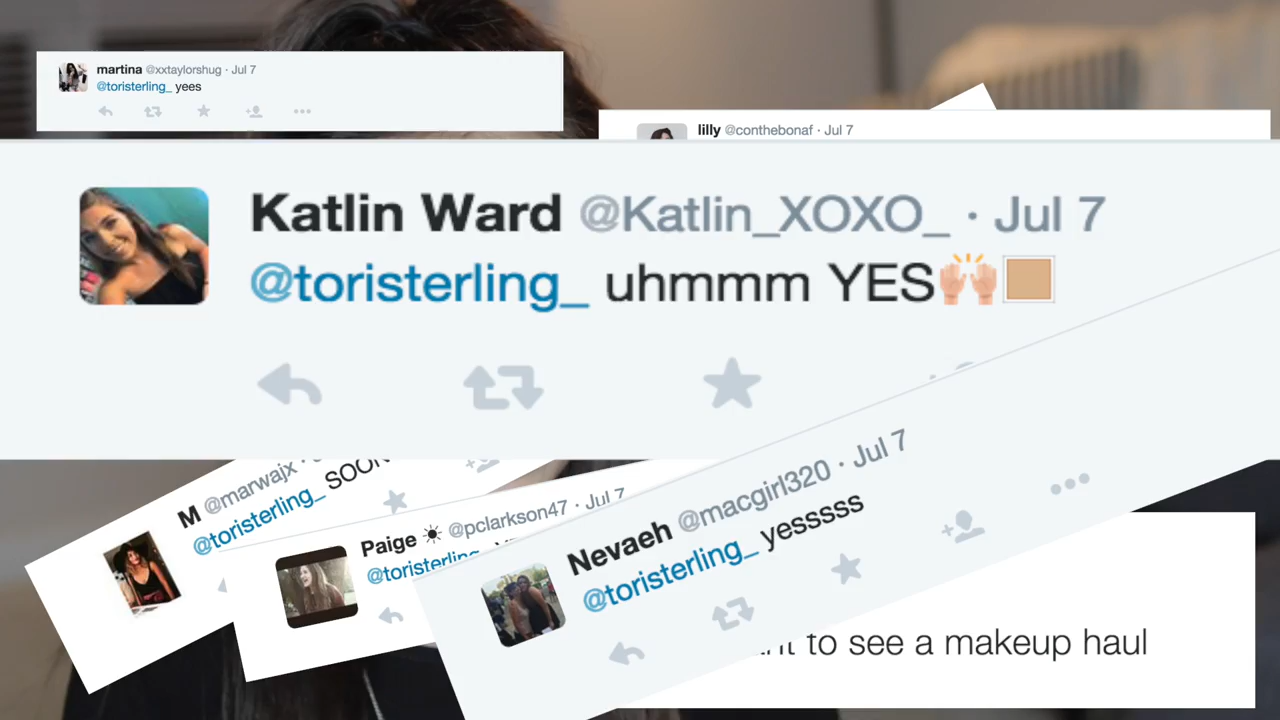 martina @xxtaylorshug · Jul 7
@toristerling_ yees
lilly @conthebonaf · Jul 7
Katlin Ward @Katlin_XOXO_ · Jul 7
@toristerling_ uhmmm YES🙌🏼
M @marwajx ·
@toristerling_ SOON
Paige ☀ @pclarkson47 · Jul 7
@toristerling_
Nevaeh @macgirl320 · Jul 7
@toristerling_ yesssss
to see a makeup haul